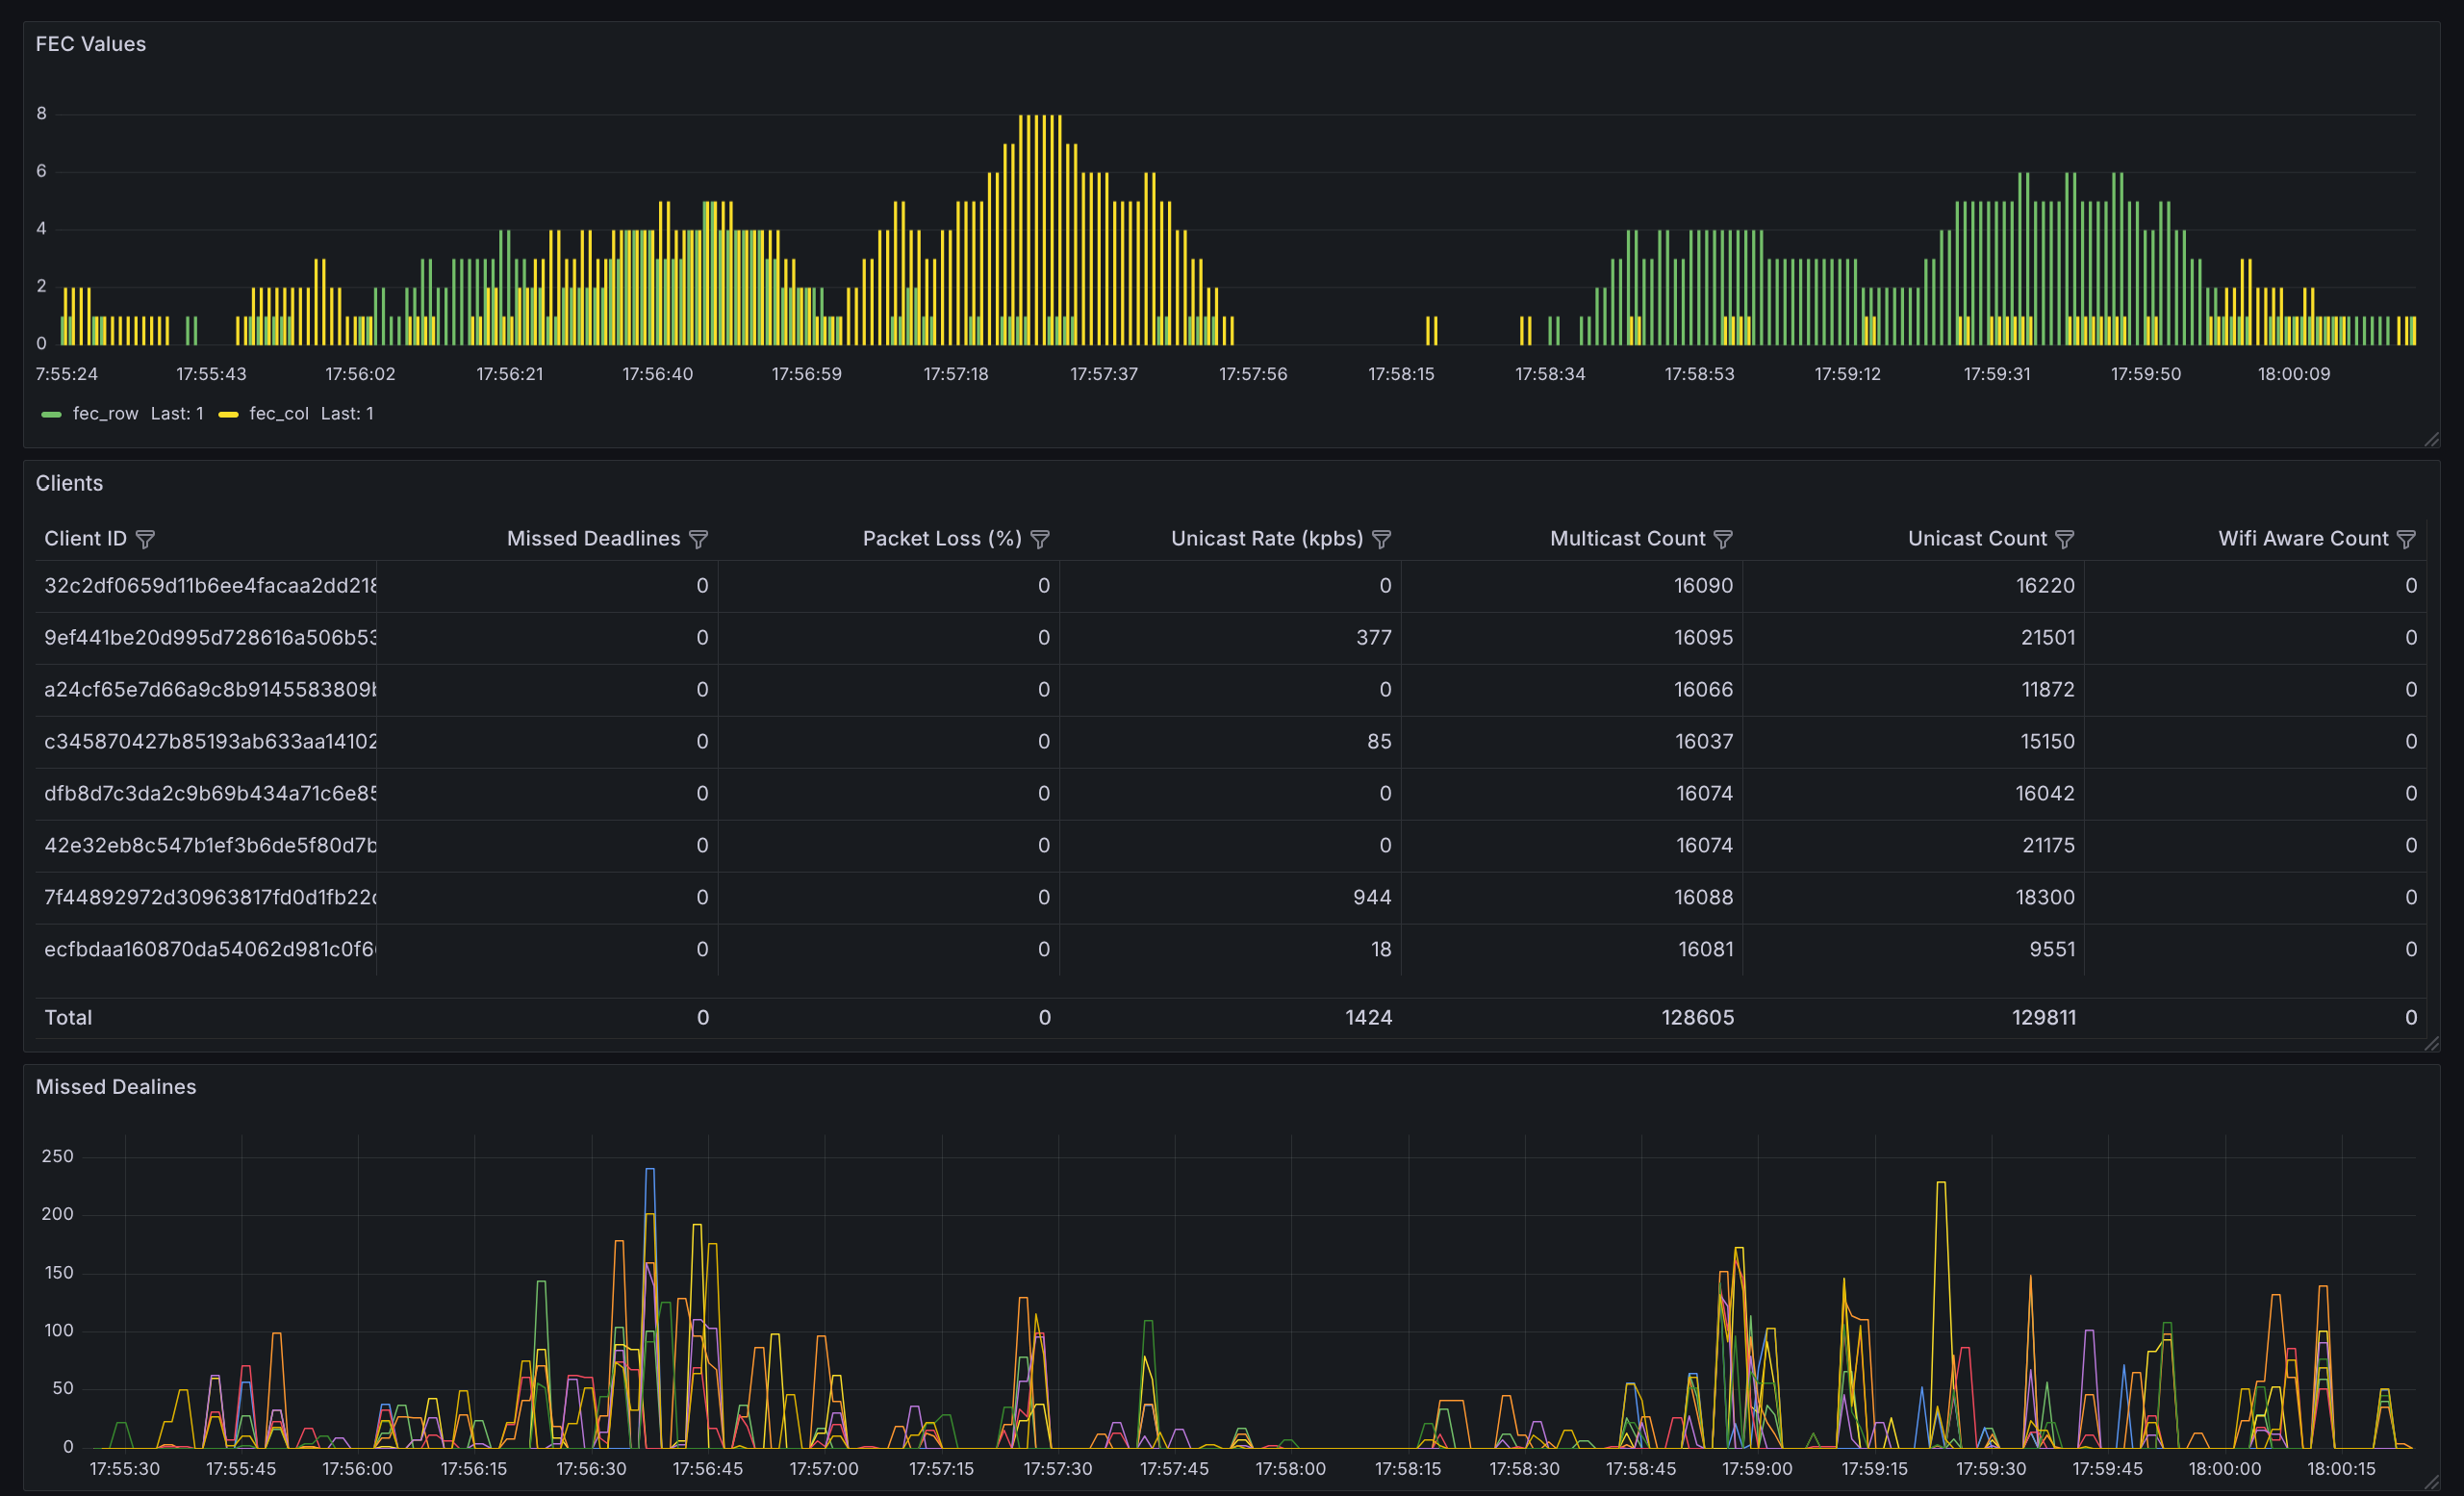 FEC Values
8
6
4
2
0
7:55:24 17:55:43 17:56:02 17:56:21 17:56:40 17:56:59 17:57:18 17:57:37 17:57:56 17:58:15 17:58:34 17:58:53 17:59:12 17:59:31 17:59:50 18:00:09
fec_row Last: 1 fec_col Last: 1
Clients
Client ID Missed Deadlines Packet Loss (%) Unicast Rate (kpbs) Multicast Count Unicast Count Wifi Aware Count
32c2df0659d11b6ee4facaa2dd218 0 0 0 16090 16220 0
9ef441be20d995d728616a506b53 0 0 377 16095 21501 0
a24cf65e7d66a9c8b9145583809b 0 0 0 16066 11872 0
c345870427b85193ab633aa14102 0 0 85 16037 15150 0
dfb8d7c3da2c9b69b434a71c6e85 0 0 0 16074 16042 0
42e32eb8c547b1ef3b6de5f80d7b 0 0 0 16074 21175 0
7f44892972d30963817fd0d1fb22c 0 0 944 16088 18300 0
ecfbdaa160870da54062d981c0f6 0 0 18 16081 9551 0
Total 0 0 1424 128605 129811 0
Missed Dealines
250
200
150
100
50
0
17:55:30 17:55:45 17:56:00 17:56:15 17:56:30 17:56:45 17:57:00 17:57:15 17:57:30 17:57:45 17:58:00 17:58:15 17:58:30 17:58:45 17:59:00 17:59:15 17:59:30 17:59:45 18:00:00 18:00:15